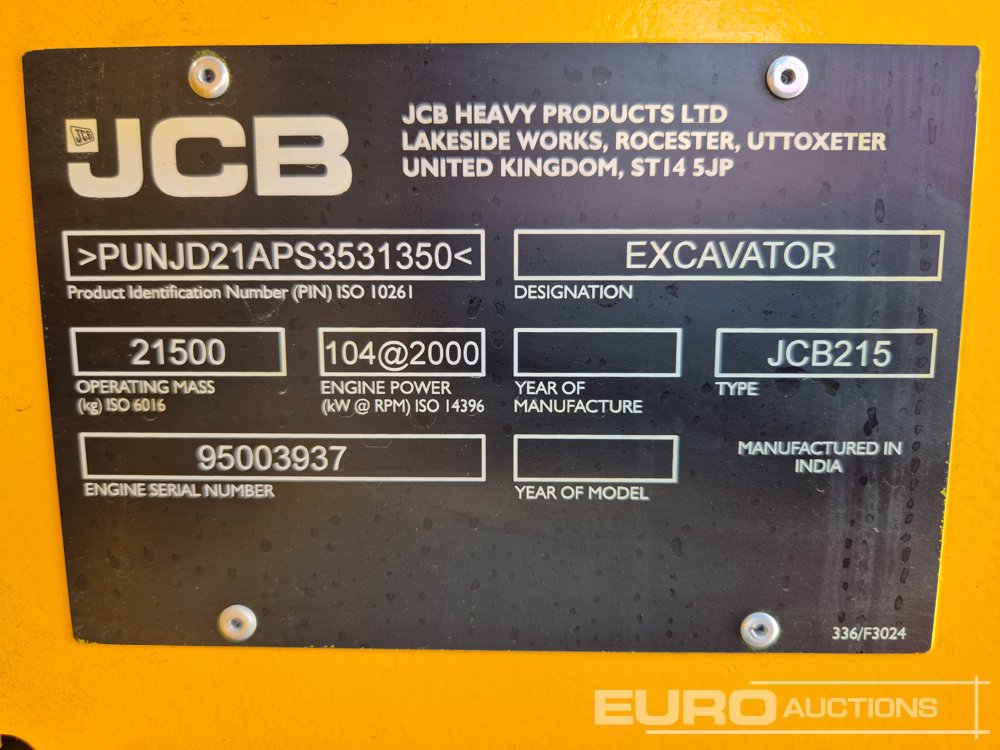 JCB
JCB
JCB HEAVY PRODUCTS LTD
LAKESIDE WORKS, ROCESTER, UTTOXETER
UNITED KINGDOM, ST14 5JP
>PUNJD21APS3531350<
Product Identification Number (PIN) ISO 10261
EXCAVATOR
DESIGNATION
21500
OPERATING MASS
(kg) ISO 6016
104@2000
ENGINE POWER
(kW @ RPM) ISO 14396
YEAR OF
MANUFACTURE
JCB215
TYPE
95003937
ENGINE SERIAL NUMBER
YEAR OF MODEL
MANUFACTURED IN
INDIA
336/F3024
EURO AUCTIONS